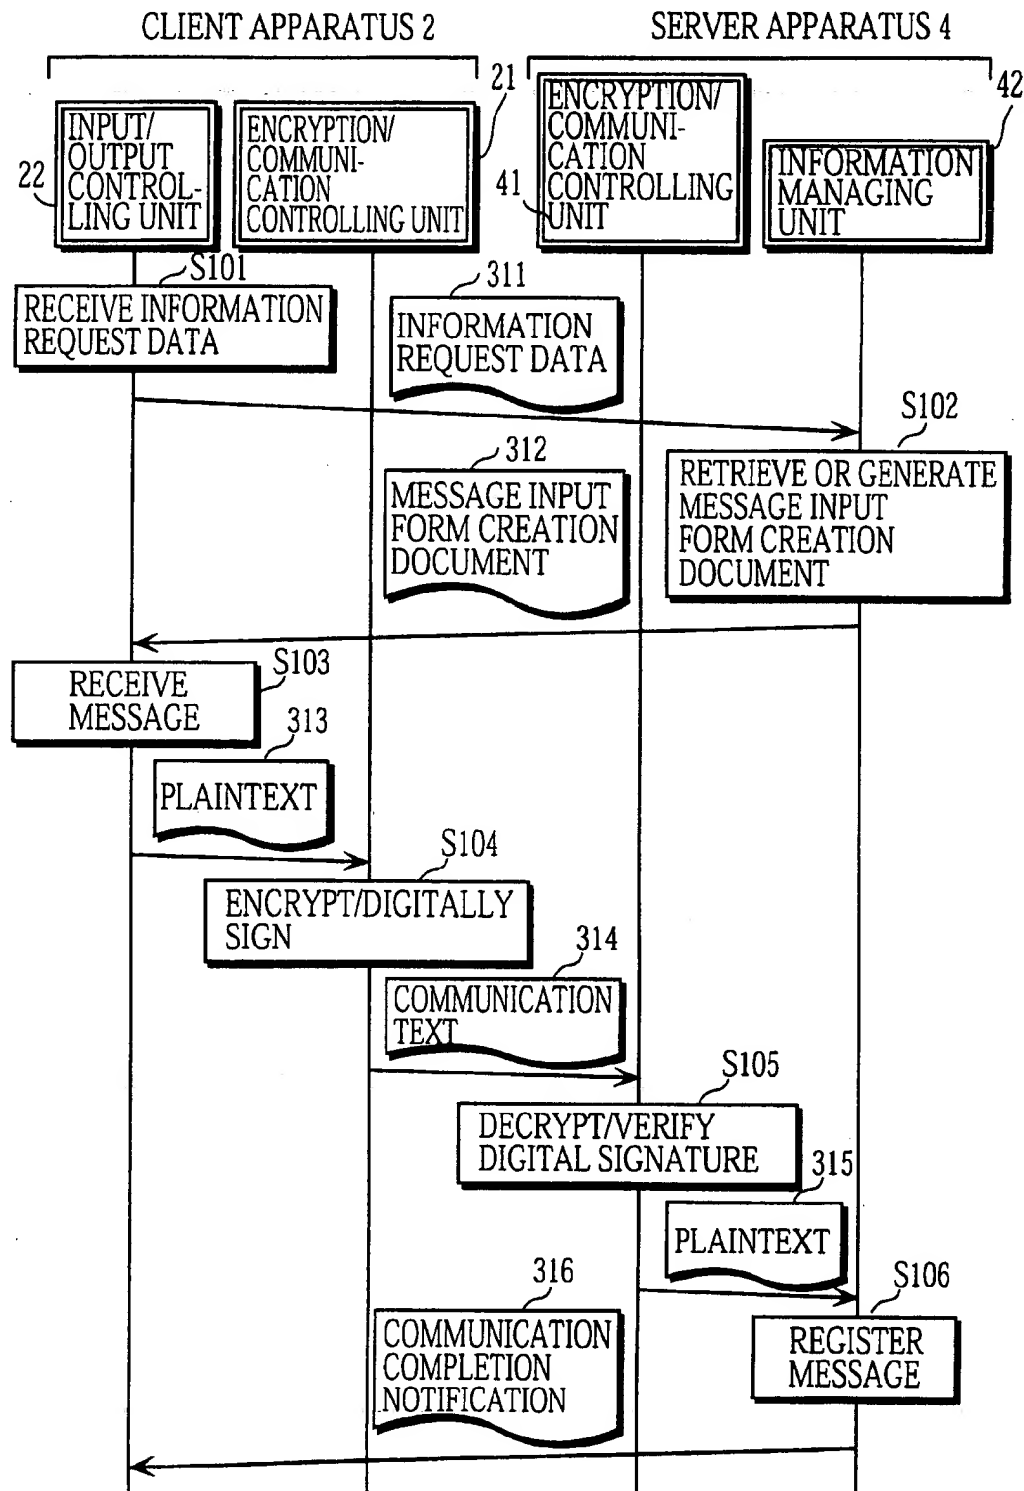 CLIENT APPARATUS 2
SERVER APPARATUS 4
22
INPUT/
OUTPUT
CONTROL-
LING UNIT
21
ENCRYPTION/
COMMUNI-
CATION
CONTROLLING UNIT
41
ENCRYPTION/
COMMUNI-
CATION
CONTROLLING
UNIT
42
INFORMATION
MANAGING
UNIT
S101
RECEIVE INFORMATION
REQUEST DATA
311
INFORMATION
REQUEST DATA
S102
RETRIEVE OR GENERATE
MESSAGE INPUT
FORM CREATION
DOCUMENT
312
MESSAGE INPUT
FORM CREATION
DOCUMENT
S103
RECEIVE
MESSAGE
313
PLAINTEXT
S104
ENCRYPT/DIGITALLY
SIGN
314
COMMUNICATION
TEXT
S105
DECRYPT/VERIFY
DIGITAL SIGNATURE
315
PLAINTEXT
S106
REGISTER
MESSAGE
316
COMMUNICATION
COMPLETION
NOTIFICATION